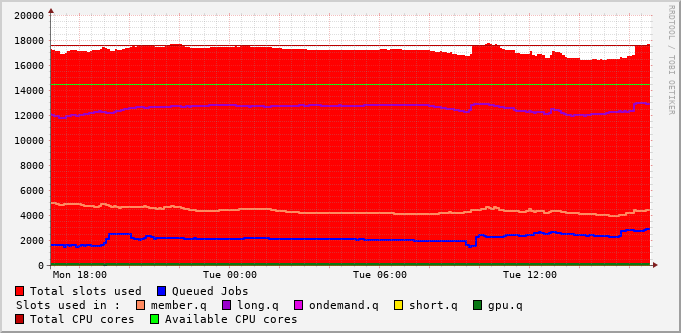 20000
18000
16000
14000
12000
10000
8000
6000
4000
2000
0
Mon 18:00 Tue 00:00 Tue 06:00 Tue 12:00
Total slots used Queued Jobs
Slots used in : member.q long.q ondemand.q short.q gpu.q
Total CPU cores Available CPU cores
RRDTOOL / TOBI OETIKER